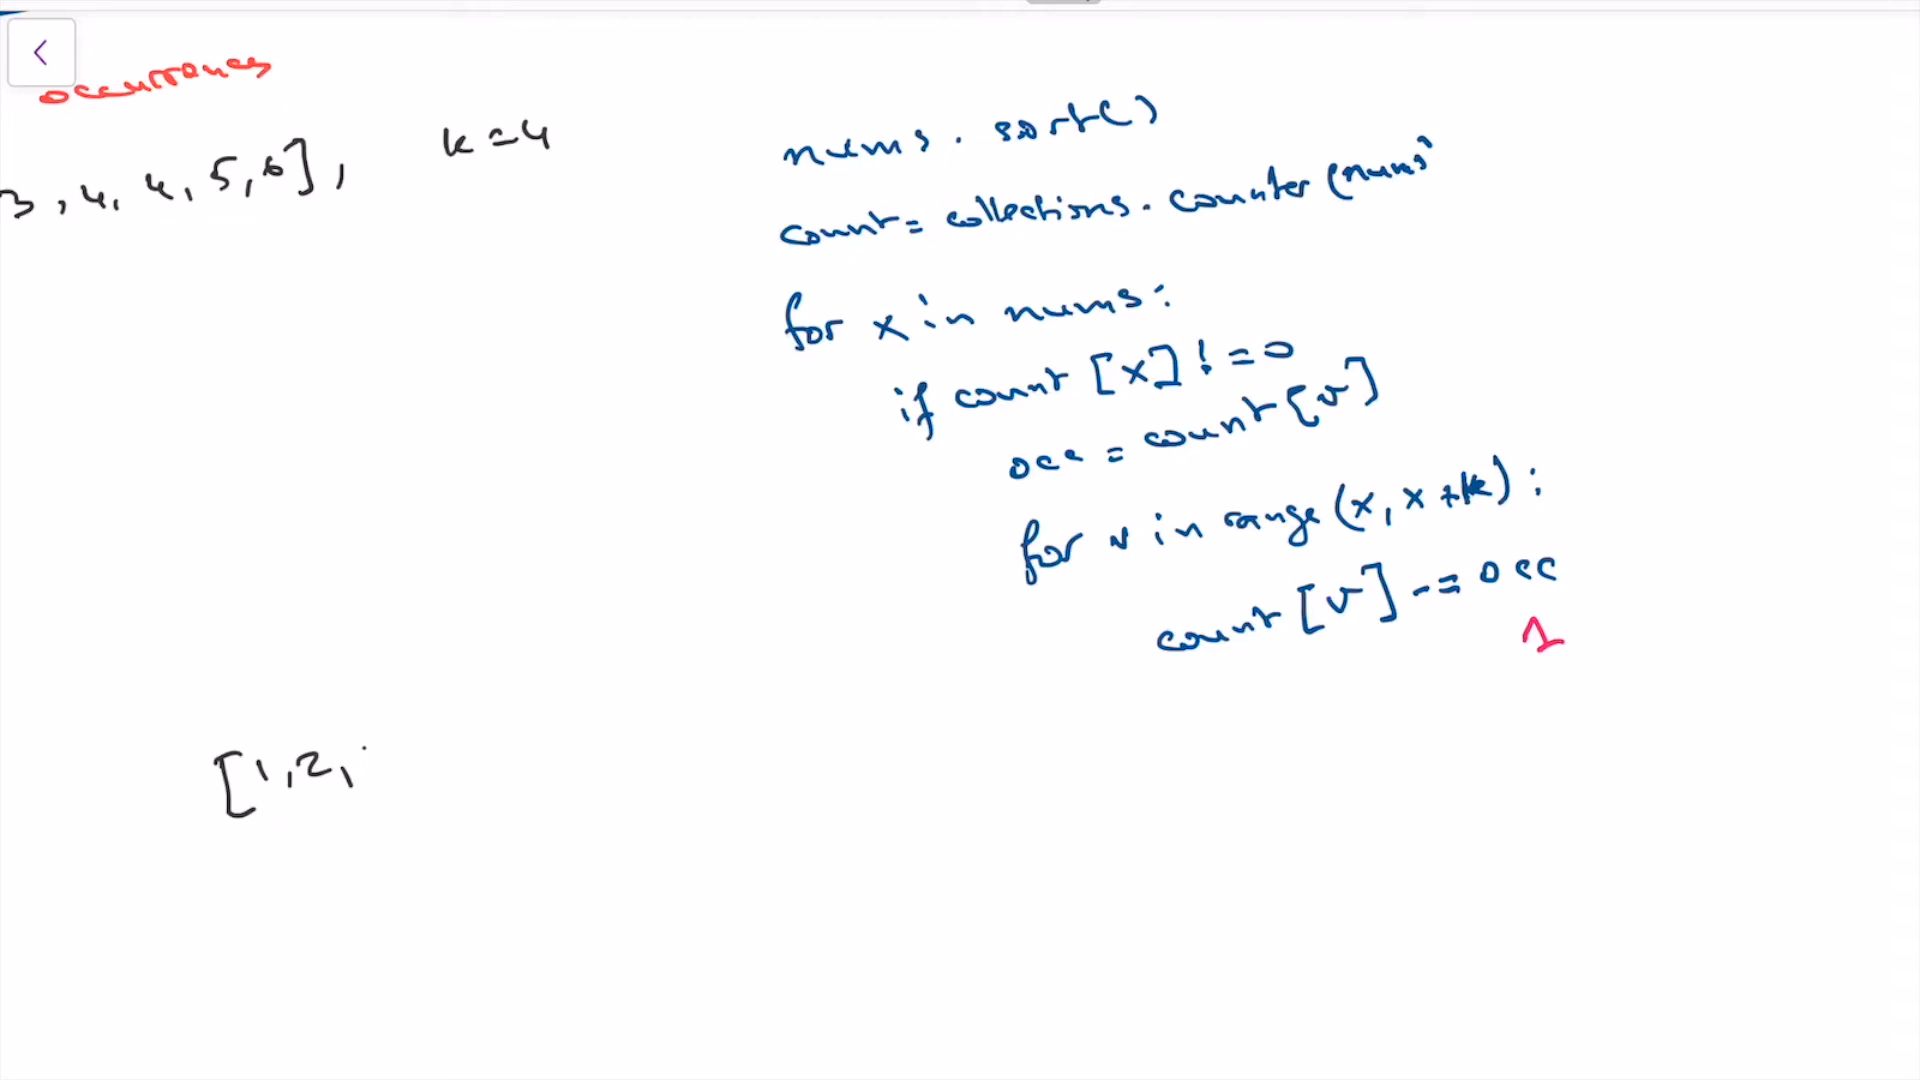 occurrences
3, 4, 4, 5, 6], k=4
nums.sort()
count = collections.counter(nums)
for x in nums:
if count[x] != 0
occ = count[v]
for v in range(x, x+k):
count[v] -= occ
1
[1,2,